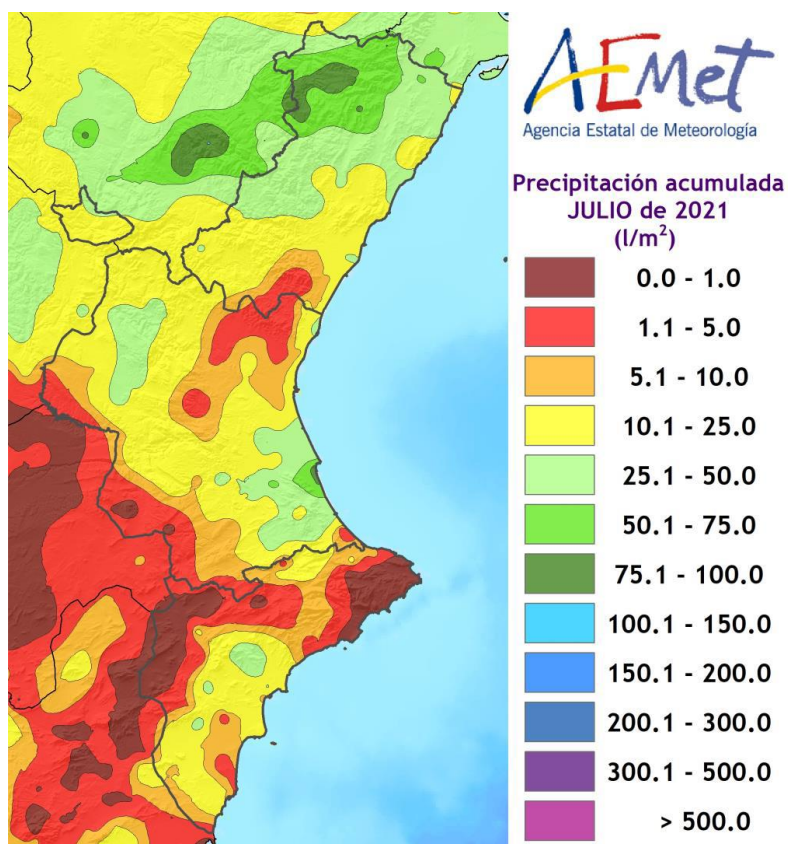 AEMet
Agencia Estatal de Meteorología
Precipitación acumulada
JULIO de 2021
(l/m²)
0.0 - 1.0
1.1 - 5.0
5.1 - 10.0
10.1 - 25.0
25.1 - 50.0
50.1 - 75.0
75.1 - 100.0
100.1 - 150.0
150.1 - 200.0
200.1 - 300.0
300.1 - 500.0
> 500.0